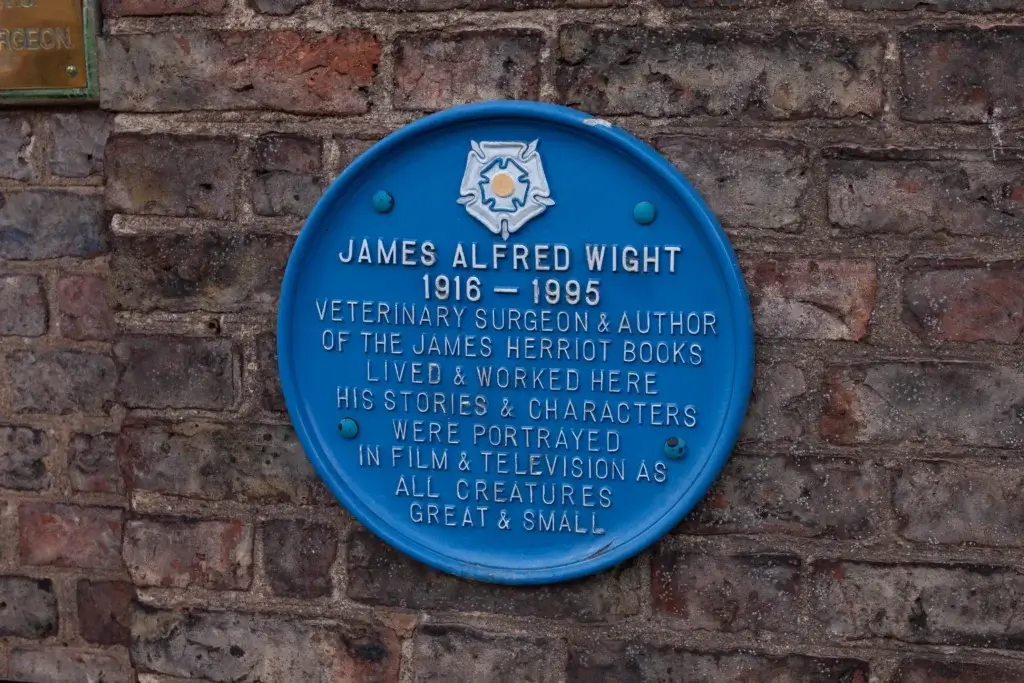 RGEON
JAMES ALFRED WIGHT
1916 — 1995
VETERINARY SURGEON & AUTHOR
OF THE JAMES HERRIOT BOOKS
LIVED & WORKED HERE
HIS STORIES & CHARACTERS
WERE PORTRAYED
IN FILM & TELEVISION AS
ALL CREATURES
GREAT & SMALL